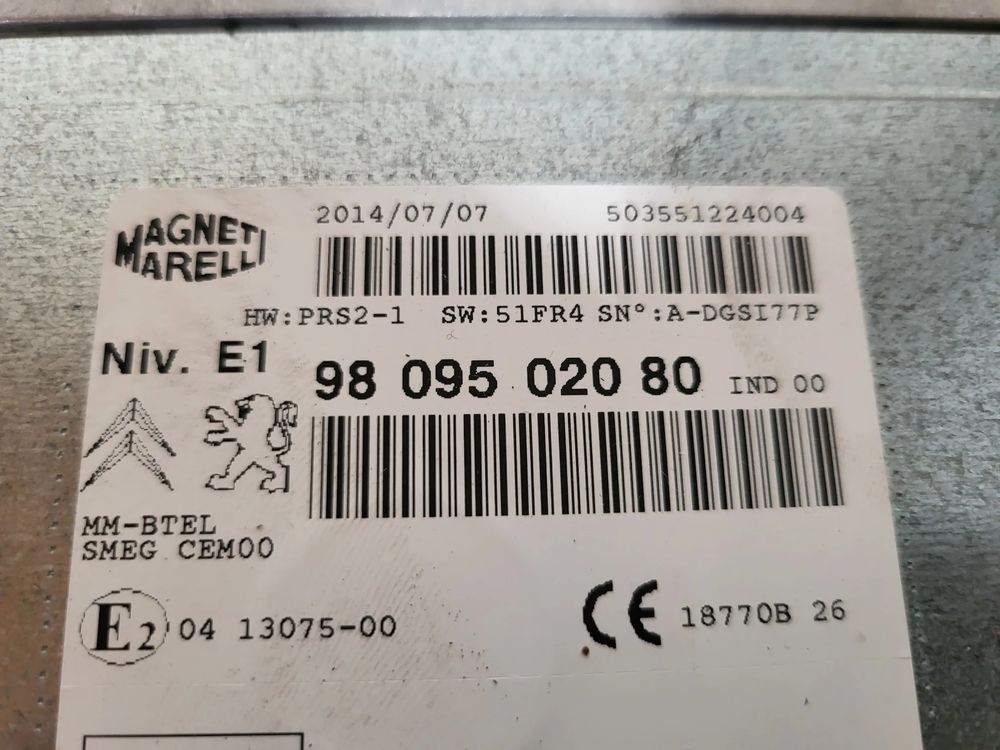 MAGNETI
MARELLI
2014/07/07 503551224004
HW:PRS2-1 SW:51FR4 SN°:A-DGSI77P
Niv. E1
98 095 020 80 IND 00
MM-BTEL
SMEG CEM00
E2 04 13075-00
CE 18770B 26